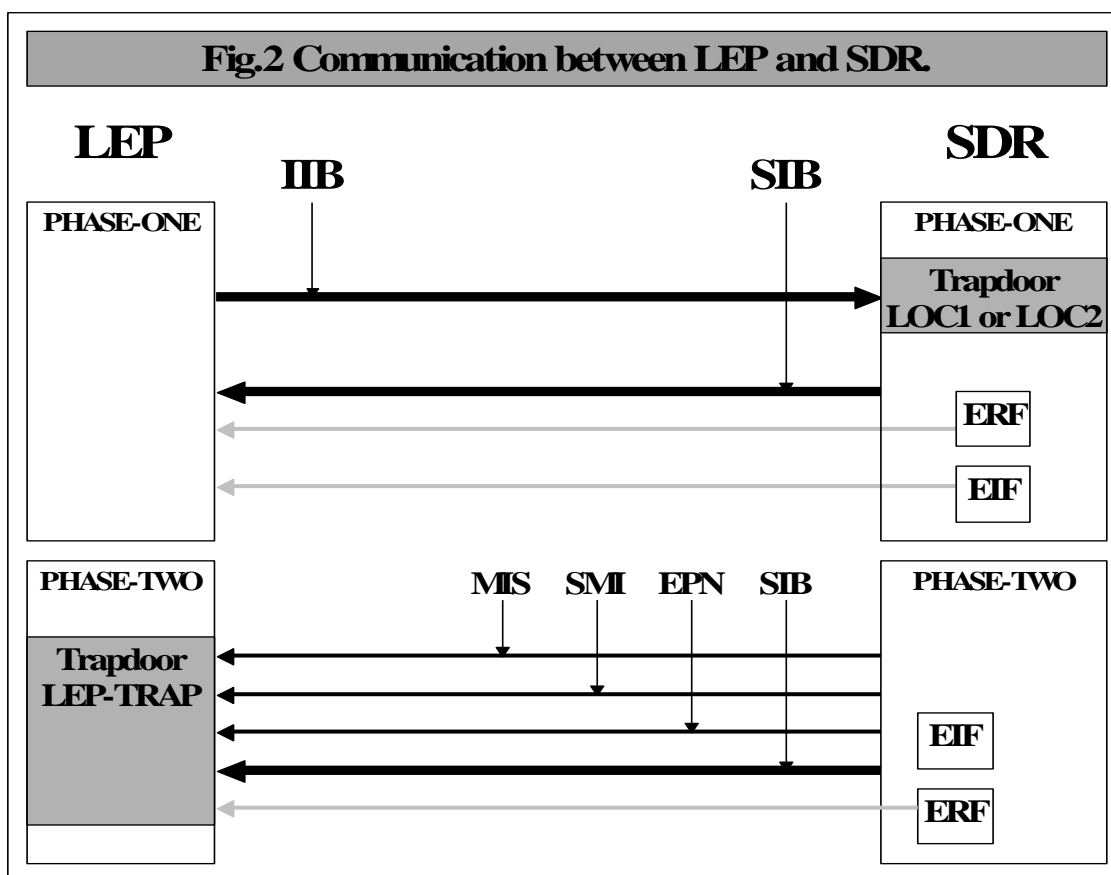 Fig.2 Communication between LEP and SDR.
LEP
SDR
IIB
SIB
PHASE-ONE
PHASE-ONE
Trapdoor
LOC1 or LOC2
ERF
EIF
PHASE-TWO
MIS
SMI
EPN
SIB
PHASE-TWO
Trapdoor
LEP-TRAP
EIF
ERF